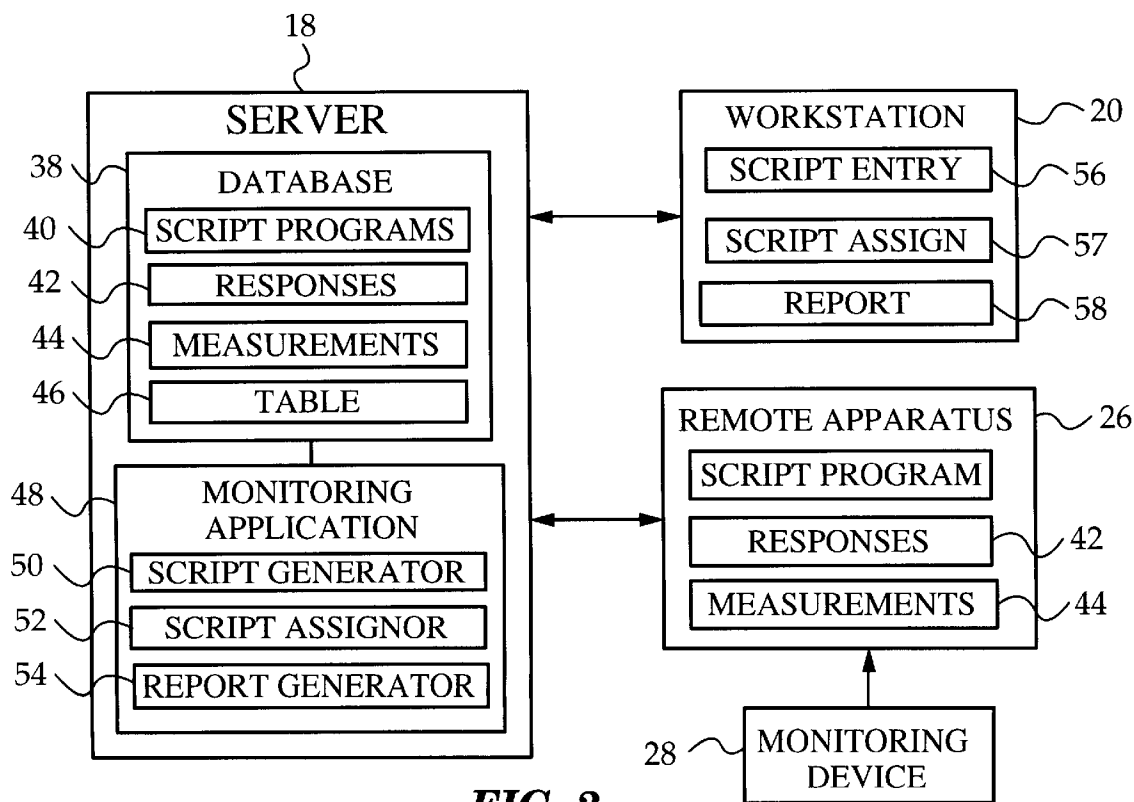 18
SERVER
38
DATABASE
40
SCRIPT PROGRAMS
42
RESPONSES
44
MEASUREMENTS
46
TABLE
48
MONITORING
APPLICATION
50
SCRIPT GENERATOR
52
SCRIPT ASSIGNOR
54
REPORT GENERATOR
WORKSTATION
20
SCRIPT ENTRY
56
SCRIPT ASSIGN
57
REPORT
58
REMOTE APPARATUS
26
SCRIPT PROGRAM
RESPONSES
42
MEASUREMENTS
44
28
MONITORING
DEVICE